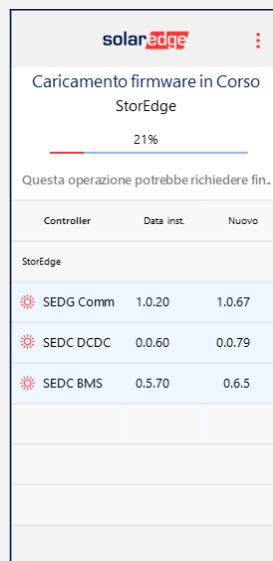 solaredge
Caricamento firmware in Corso
StorEdge
21%
Questa operazione potrebbe richiedere fin..
Controller Data inst. Nuovo
StorEdge
SEDG Comm 1.0.20 1.0.67
SEDC DCDC 0.0.60 0.0.79
SEDC BMS 0.5.70 0.6.5